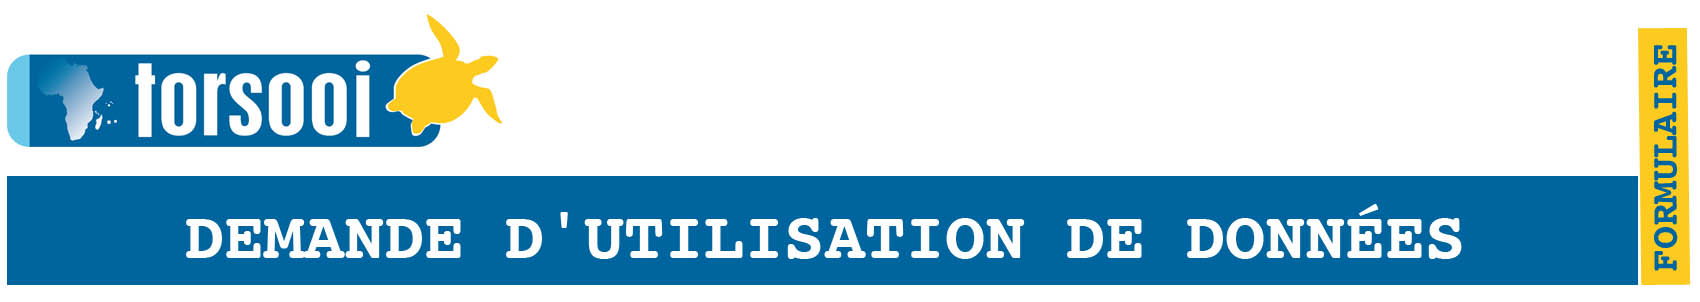 torsooi
FORMULAIRE
DEMANDE D'UTILISATION DE DONNÉES